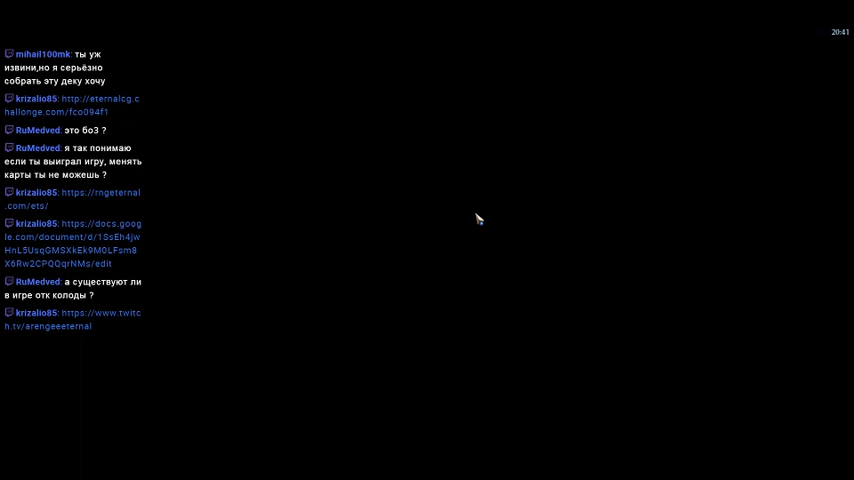 20:41
mihail100mk: ты уж
извини,но я серьёзно
собрать эту деку хочу
krizalio85: http://eternalcg.c
hallonge.com/fco094f1
RuMedved: это бо3 ?
RuMedved: я так понимаю
если ты выиграл игру, менять
карты ты не можешь ?
krizalio85: https://rngeternal
.com/ets/
krizalio85: https://docs.goog
le.com/document/d/1SsEh4jw
HnL5UsqGMSXkEk9M0LFsm8
X6Rw2CPQQqrNMs/edit
RuMedved: а существуют ли
в игре отк колоды ?
krizalio85: https://www.twitc
h.tv/arengeeeternal